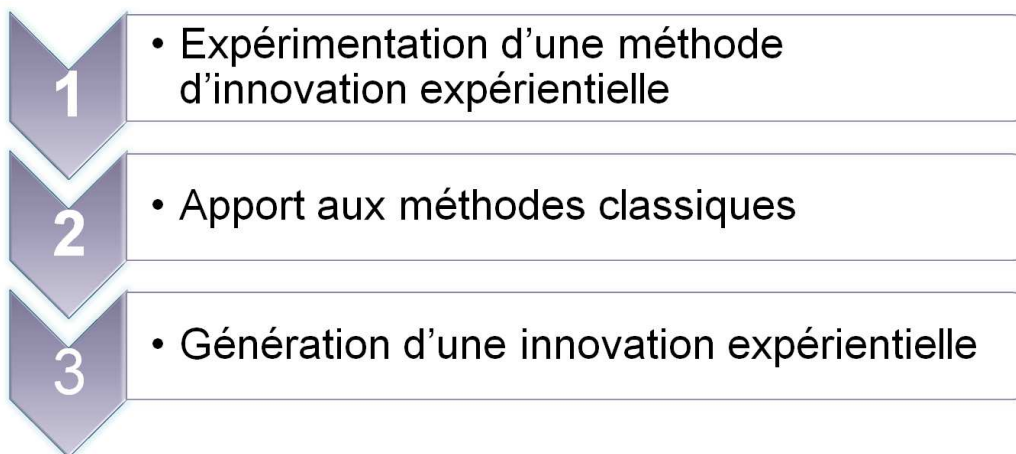 1
• Expérimentation d’une méthode
d’innovation expérientielle
2
• Apport aux méthodes classiques
3
• Génération d’une innovation expérientielle